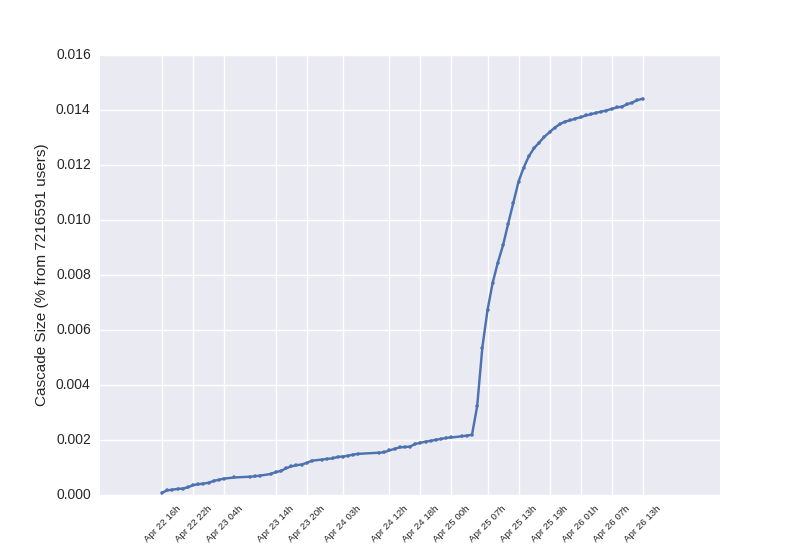 0.016
0.014
0.012
0.010
0.008
0.006
0.004
0.002
0.000
Cascade Size (% from 7216591 users)
Apr 22 16h
Apr 22 22h
Apr 23 04h
Apr 23 14h
Apr 23 20h
Apr 24 03h
Apr 24 12h
Apr 24 18h
Apr 25 00h
Apr 25 07h
Apr 25 13h
Apr 25 19h
Apr 26 01h
Apr 26 07h
Apr 26 13h